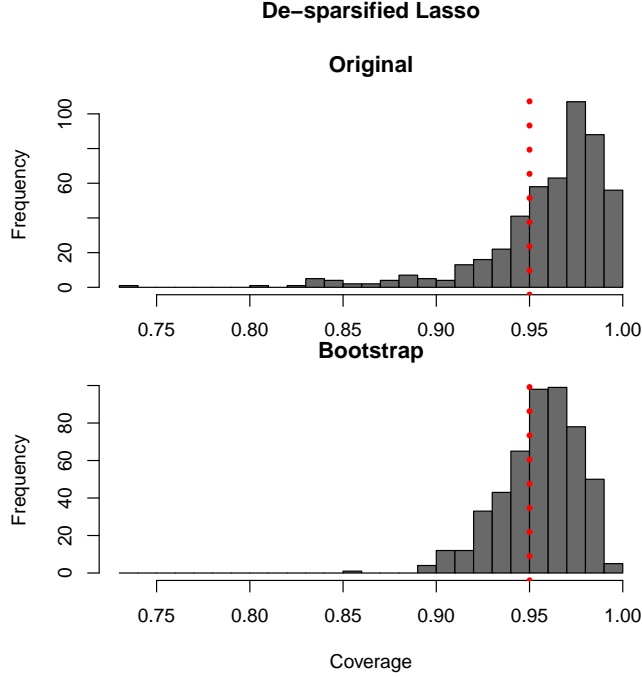 De-sparsified Lasso
Original
Frequency
0 20 60 100
0.75 0.80 0.85 0.90 0.95 1.00
Bootstrap
Frequency
0 20 40 60 80
0.75 0.80 0.85 0.90 0.95 1.00
Coverage